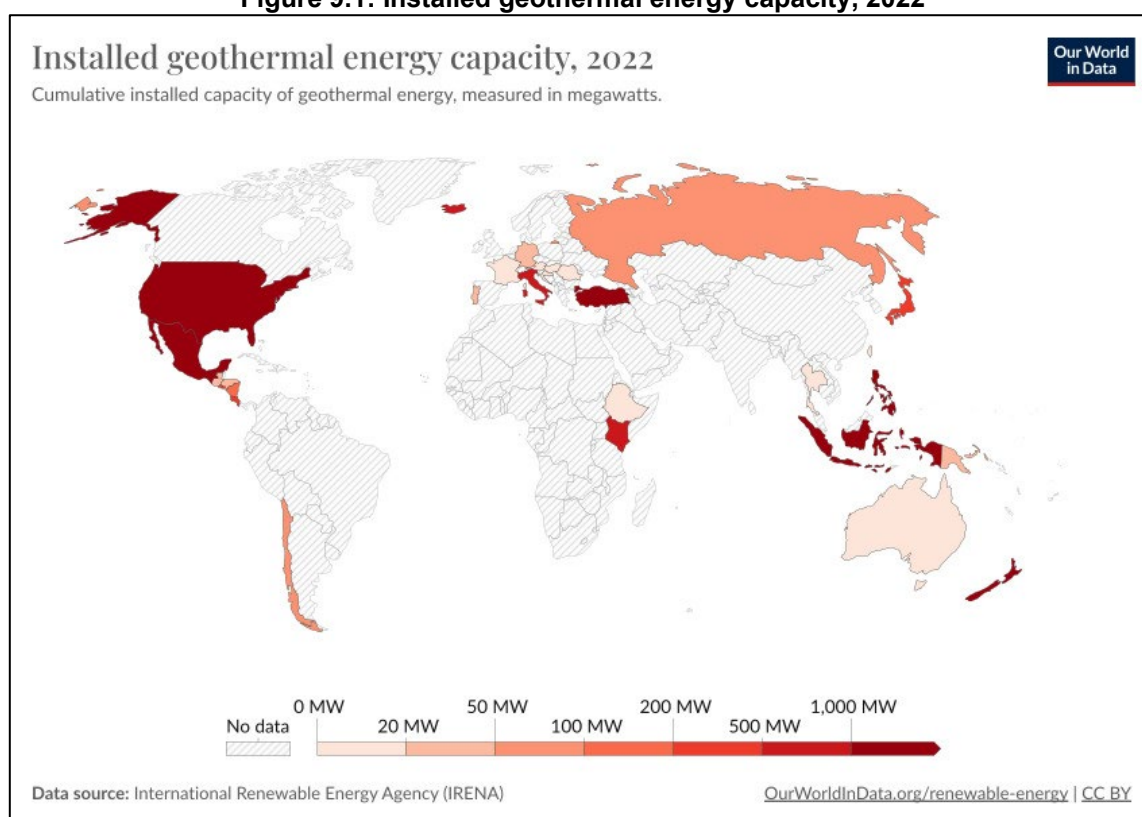 Figure 9.1: Installed geothermal energy capacity, 2022
Installed geothermal energy capacity, 2022
Our World
in Data
Cumulative installed capacity of geothermal energy, measured in megawatts.
0 MW 50 MW 200 MW 1,000 MW
No data 20 MW 100 MW 500 MW
Data source: International Renewable Energy Agency (IRENA) OurWorldInData.org/renewable-energy | CC BY